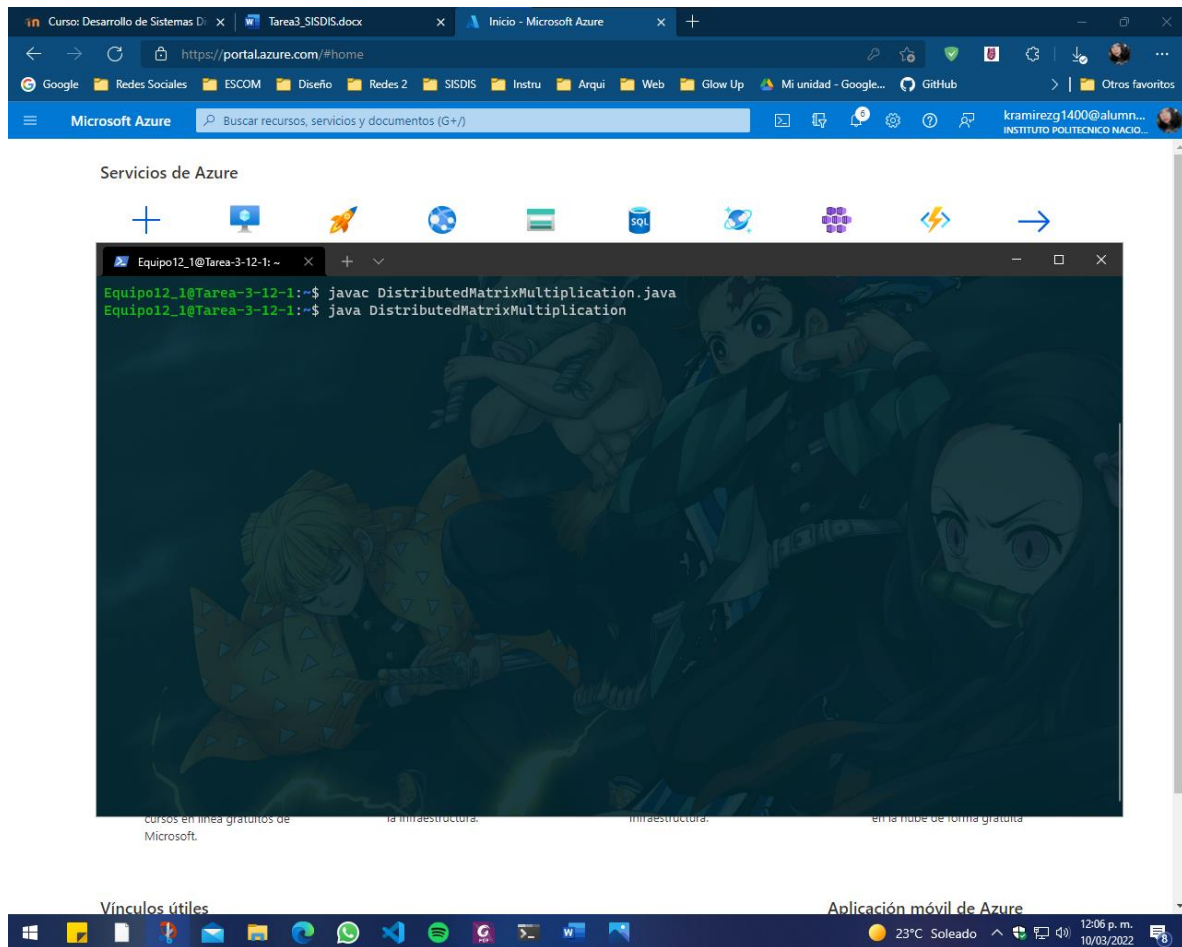 Curso: Desarrollo de Sistemas Di
Tarea3_SISDIS.docx
Inicio - Microsoft Azure
https://portal.azure.com/#home
Google
Redes Sociales
ESCOM
Diseño
Redes 2
SISDIS
Instru
Arqui
Web
Glow Up
Mi unidad - Google...
GitHub
Otros favoritos
Microsoft Azure
Buscar recursos, servicios y documentos (G+/)
6
kramirezg1400@alumn...
INSTITUTO POLITECNICO NACIO...
Servicios de Azure
SQL
Equipo12_1@Tarea-3-12-1: ~
Equipo12_1@Tarea-3-12-1:~$ javac DistributedMatrixMultiplication.java
Equipo12_1@Tarea-3-12-1:~$ java DistributedMatrixMultiplication
cursos en línea gratuitos de
Microsoft.
la infraestructura.
infraestructura.
en la nube de forma gratuita
Vínculos útiles
Aplicación móvil de Azure
23°C Soleado
12:06 p. m.
10/03/2022
8